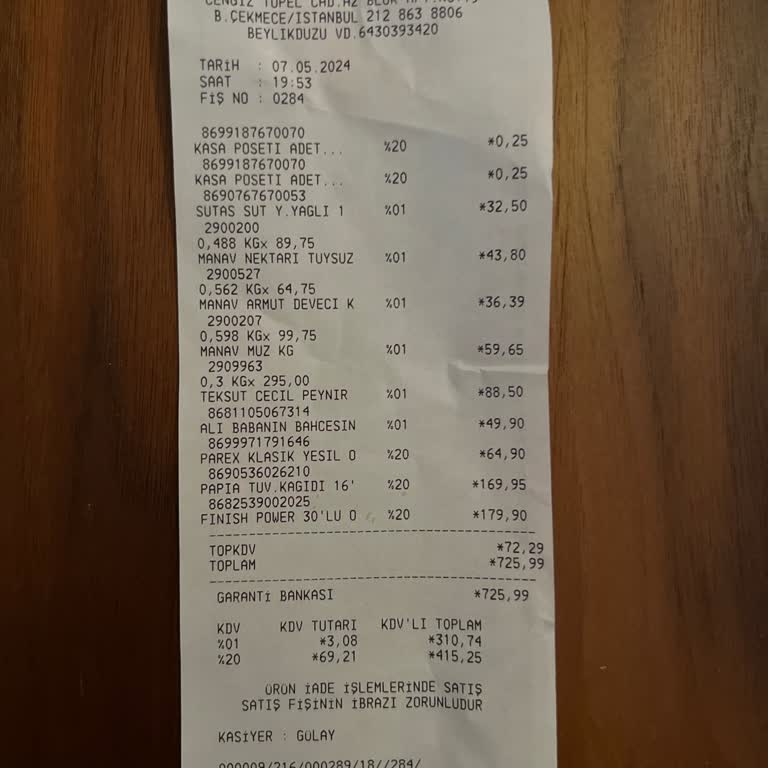 CENGİZ TOPEL CAD.
B.ÇEKMECE/ISTANBUL 212 863 8806
BEYLIKDUZU VD.6430393420
TARİH : 07.05.2024
SAAT : 19:53
FİŞ NO : 0284
8699187670070
KASA POSETI ADET... %20 *0,25
8699187670070
KASA POSETI ADET... %20 *0,25
8690767670053
SUTAS SUT Y.YAGLI 1 %01 *32,50
2900200
0,488 KGx 89,75
MANAV NEKTARI TUYSUZ %01 *43,80
2900527
0,562 KGx 64,75
MANAV ARMUT DEVECI K %01 *36,39
2900207
0,598 KGx 99,75
MANAV MUZ KG %01 *59,65
2909963
0,3 KGx 295,00
TEKSUT CECIL PEYNIR %01 *88,50
8681105067314
ALI BABANIN BAHCESIN %01 *49,90
8699971791646
PAREX KLASIK YESIL O %20 *64,90
8690536026210
PAPIA TUV.KAGIDI 16' %20 *169,95
8682539002025
FINISH POWER 30'LU O %20 *179,90
TOPKDV *72,29
TOPLAM *725,99
GARANTİ BANKASI *725,99
KDV KDV TUTARI KDV'LI TOPLAM
%01 *3,08 *310,74
%20 *69,21 *415,25
ÜRÜN İADE İŞLEMLERİNDE SATIŞ
SATIŞ FİŞİNİN İBRAZI ZORUNLUDUR
KASİYER : GÜLAY
000009/216/000289/18//284/